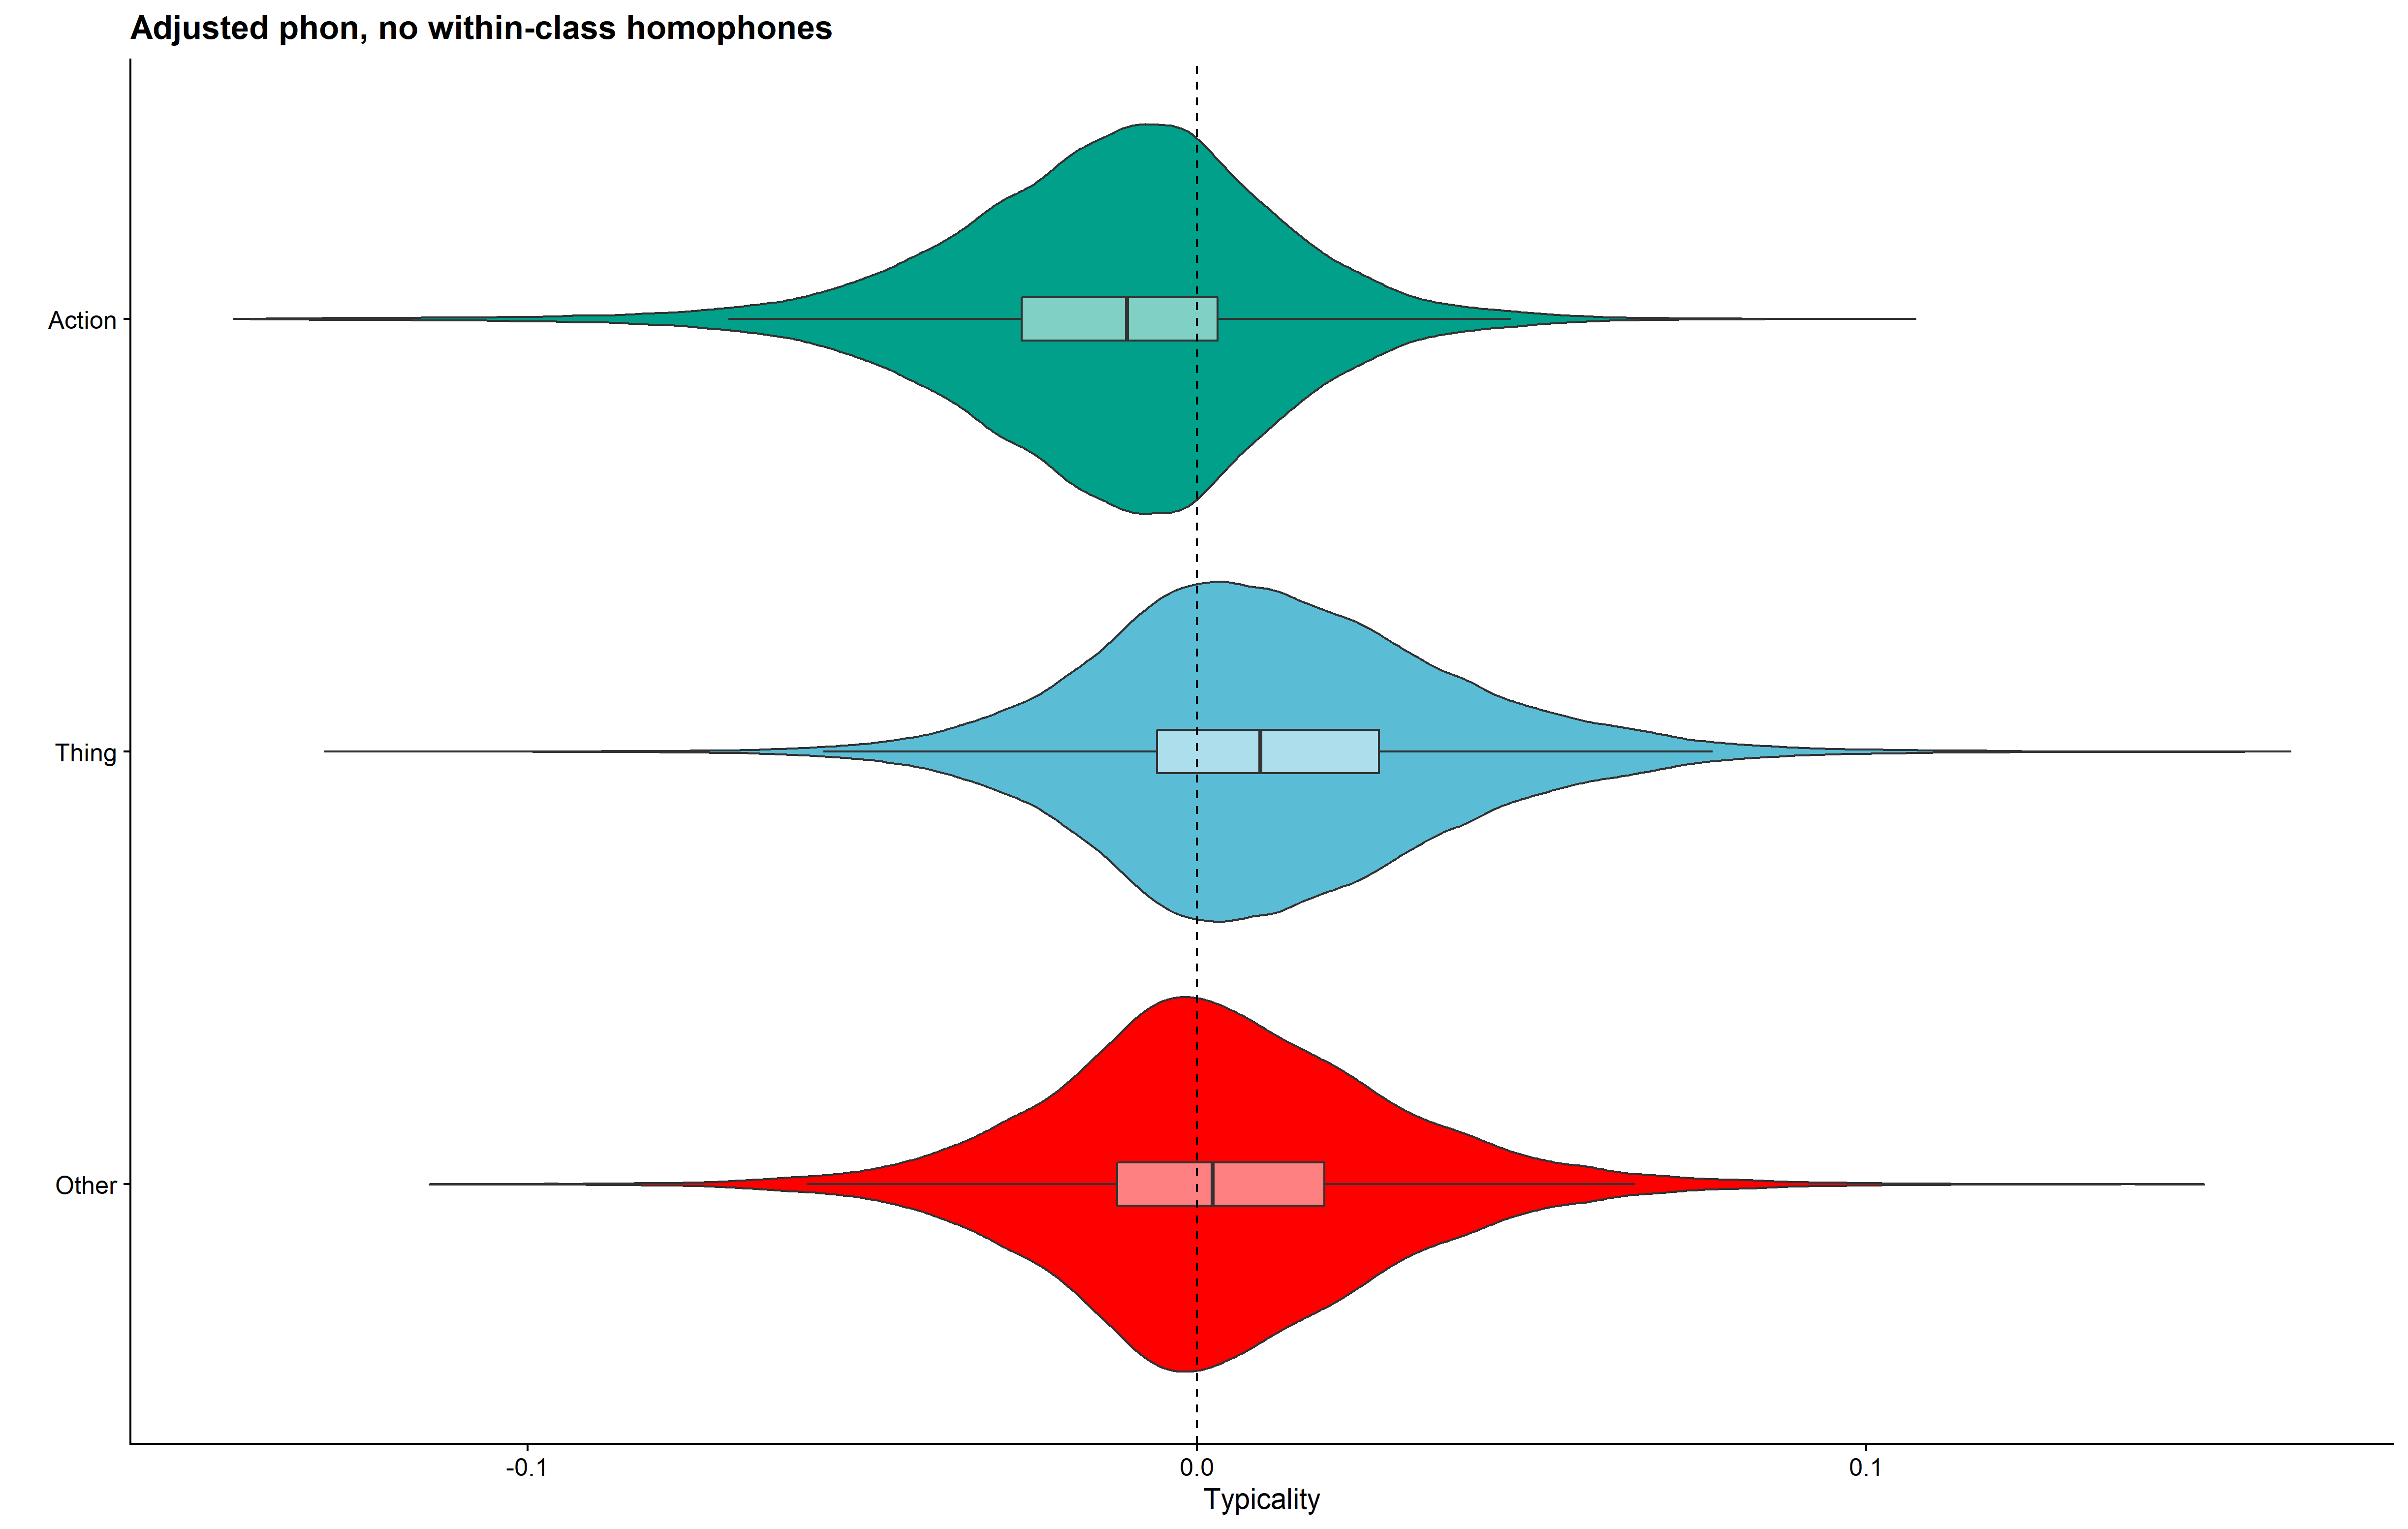 Adjusted phon, no within-class homophones
Action
Thing
Other
-0.1 0.0 0.1
Typicality